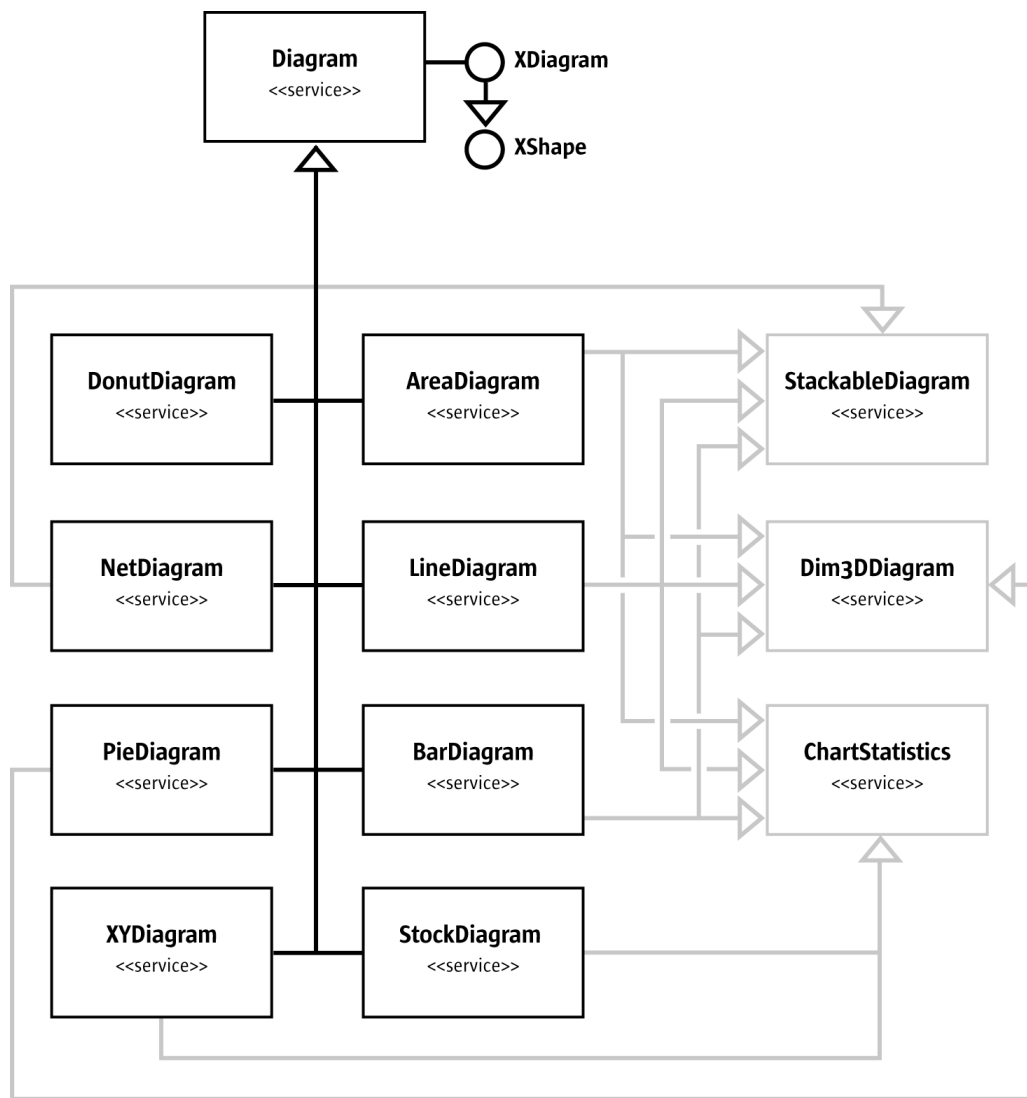 Diagram
<<service>>
XDiagram
XShape
DonutDiagram
<<service>>
AreaDiagram
<<service>>
StackableDiagram
<<service>>
NetDiagram
<<service>>
LineDiagram
<<service>>
Dim3DDiagram
<<service>>
PieDiagram
<<service>>
BarDiagram
<<service>>
ChartStatistics
<<service>>
XYDiagram
<<service>>
StockDiagram
<<service>>